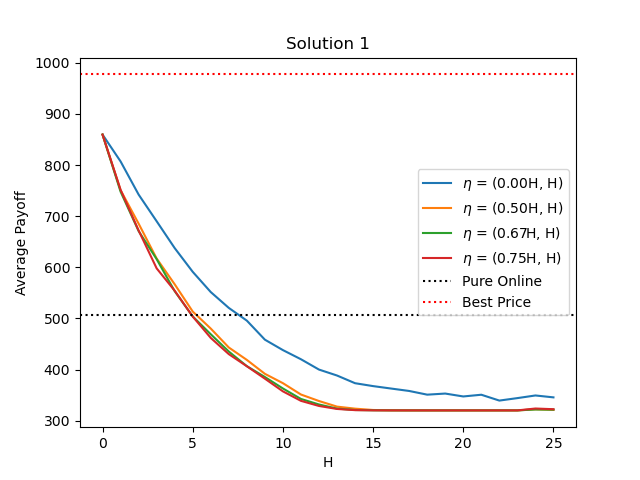 Solution 1
1000
900
800
700
600
500
400
300
Average Payoff
0
5
10
15
20
25
H
η = (0.00H, H)
η = (0.50H, H)
η = (0.67H, H)
η = (0.75H, H)
Pure Online
Best Price